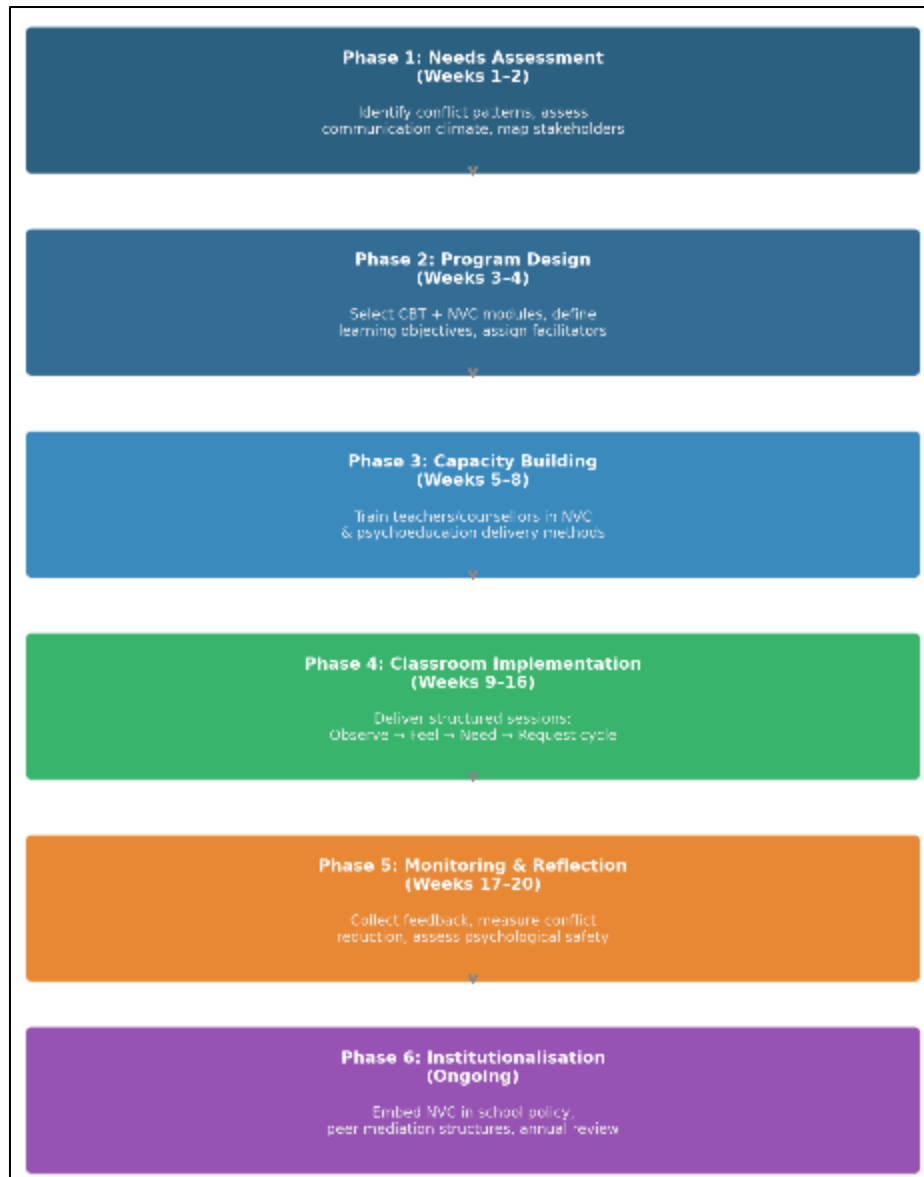 Phase 1: Needs Assessment
(Weeks 1–2)
Identify conflict patterns, assess
communication climate, map stakeholders
Phase 2: Program Design
(Weeks 3–4)
Select CBT + NVC modules, define
learning objectives, assign facilitators
Phase 3: Capacity Building
(Weeks 5–8)
Train teachers/counsellors in NVC
& psychoeducation delivery methods
Phase 4: Classroom Implementation
(Weeks 9–16)
Deliver structured sessions:
Observe → Feel → Need → Request cycle
Phase 5: Monitoring & Reflection
(Weeks 17–20)
Collect feedback, measure conflict
reduction, assess psychological safety
Phase 6: Institutionalisation
(Ongoing)
Embed NVC in school policy,
peer mediation structures, annual review